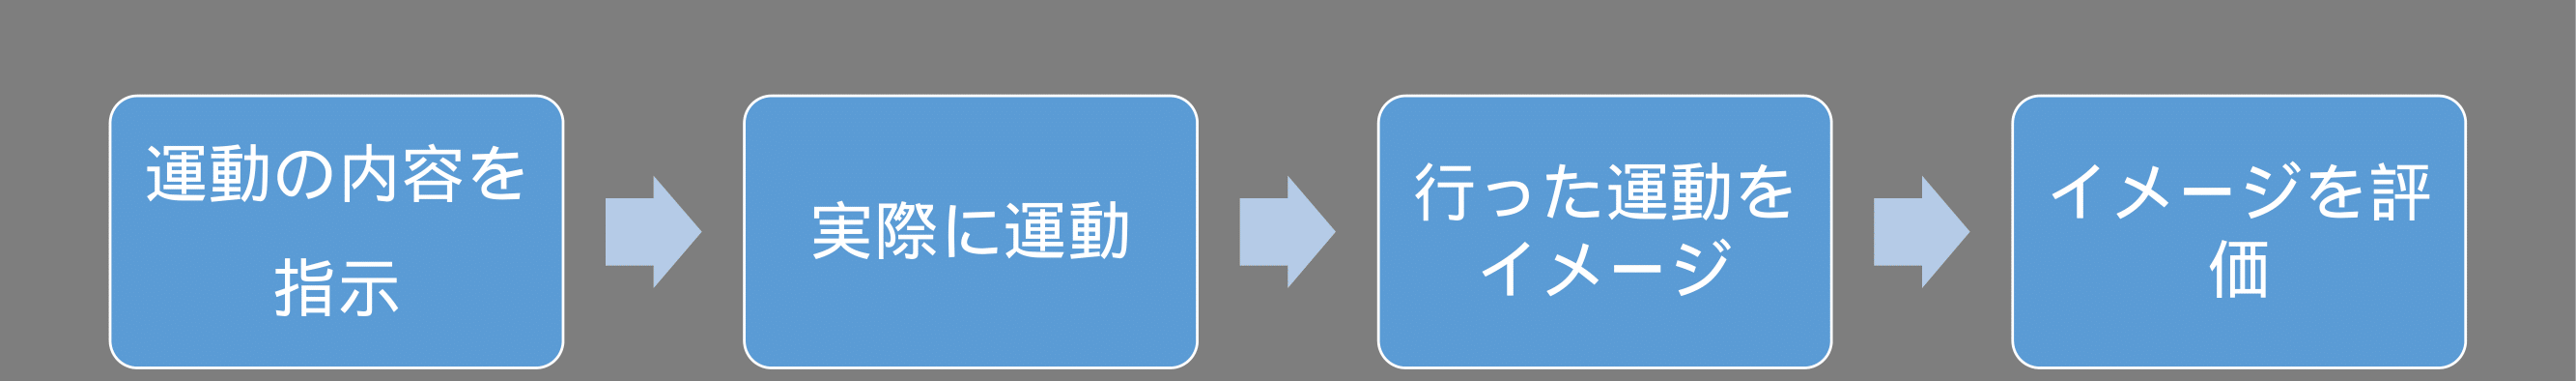 運動の内容を
指示
実際に運動
行った運動を
イメージ
イメージを評
価